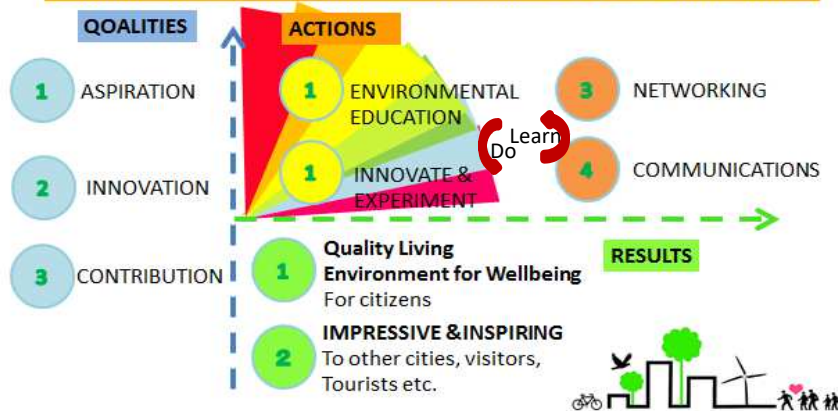 QOALITIES
1 ASPIRATION
2 INNOVATION
3 CONTRIBUTION
ACTIONS
1 ENVIRONMENTAL
EDUCATION
1 INNOVATE &
EXPERIMENT
Learn
Do
3 NETWORKING
4 COMMUNICATIONS
RESULTS
1 Quality Living
Environment for Wellbeing
For citizens
2 IMPRESSIVE &INSPIRING
To other cities, visitors,
Tourists etc.